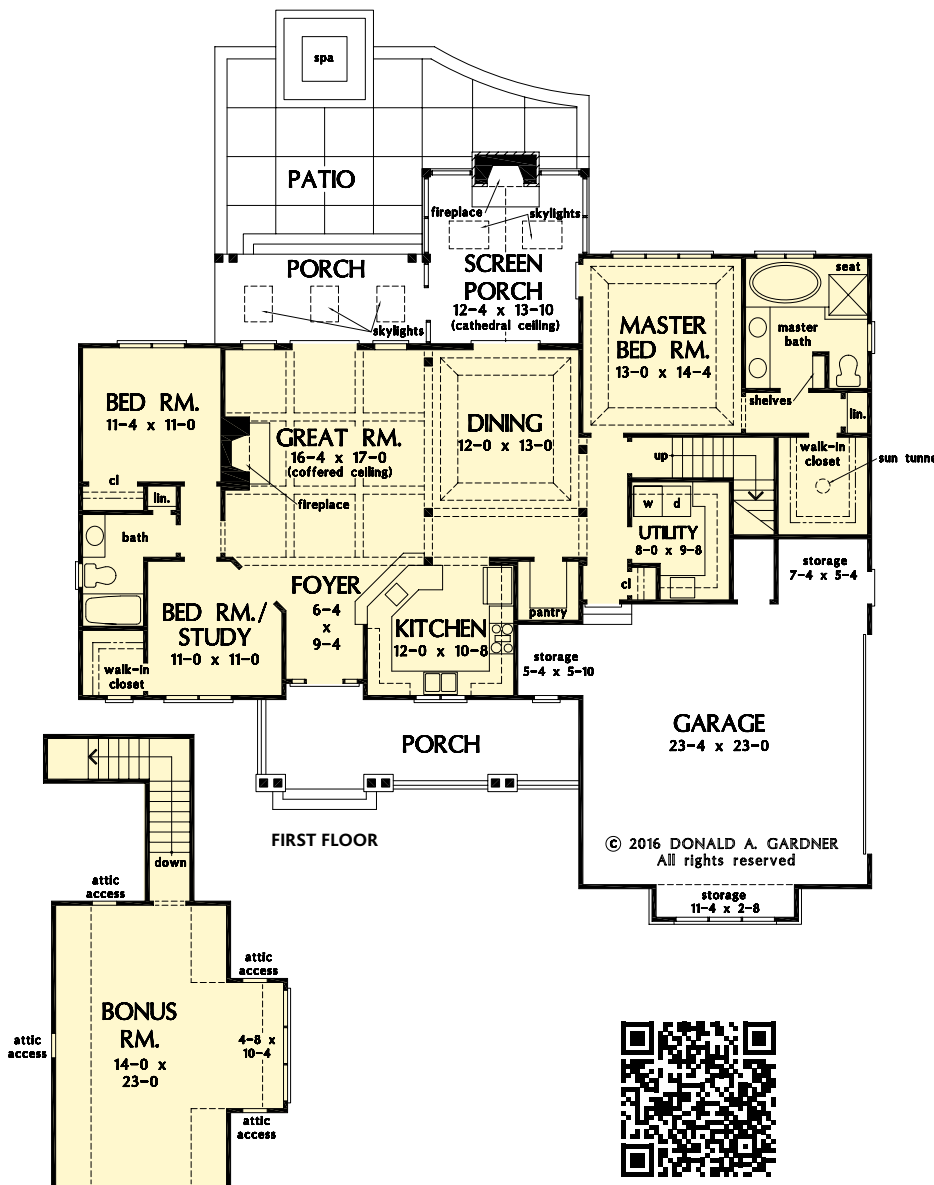 spa
PATIO
fireplace
skylights
PORCH
skylights
SCREEN
PORCH
12-4 x 13-10
(cathedral ceiling)
MASTER
BED RM.
13-0 x 14-4
seat
master
bath
shelves
lin.
walk-in
closet
sun tunne
BED RM.
11-4 x 11-0
cl
lin.
bath
GREAT RM.
16-4 x 17-0
(coffered ceiling)
fireplace
DINING
12-0 x 13-0
up
w
d
UTILITY
8-0 x 9-8
cl
storage
7-4 x 5-4
FOYER
6-4
x
9-4
BED RM./
STUDY
11-0 x 11-0
walk-in
closet
KITCHEN
12-0 x 10-8
pantry
storage
5-4 x 5-10
GARAGE
23-4 x 23-0
PORCH
FIRST FLOOR
© 2016 DONALD A. GARDNER
All rights reserved
storage
11-4 x 2-8
down
attic
access
attic
access
BONUS
RM.
14-0 x
23-0
attic
access
4-8 x
10-4
attic
access